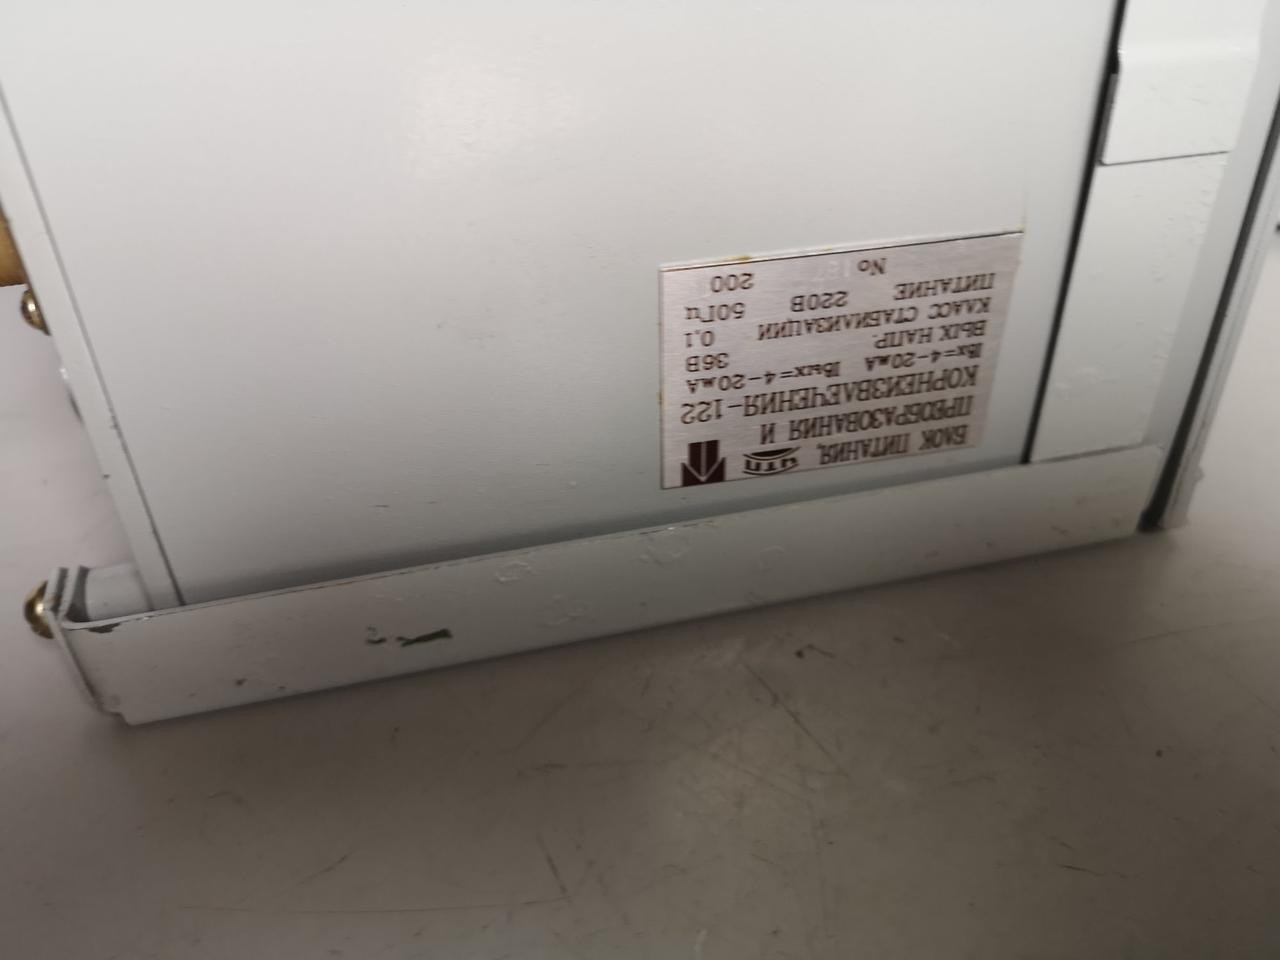 БЛОК ПИТАНИЯ, ЦТП
ПРЕОБРАЗОВАНИЯ И
КОРНЕИЗВЛЕЧЕНИЯ-122
Iвх=4-20мА Iвых=4-20мА
ВЫХ НАПР. 36В
КЛАСС СТАБИЛИЗАЦИИ 0,1
ПИТАНИЕ 220В 50Гц
No 200